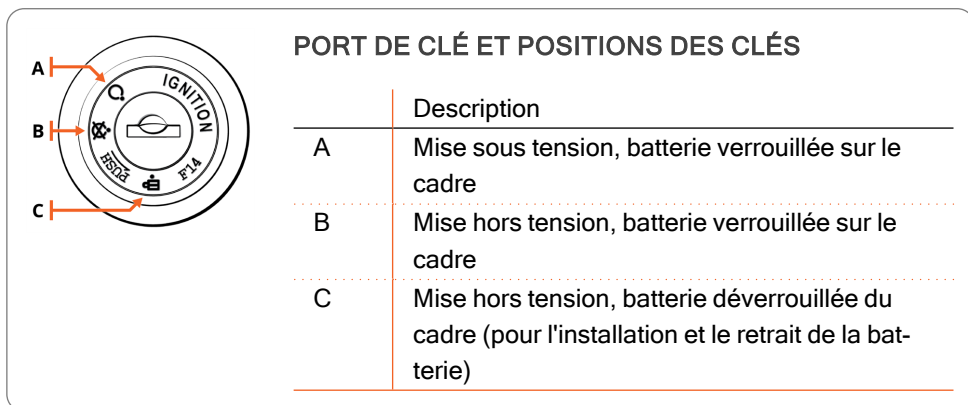 PORT DE CLÉ ET POSITIONS DES CLÉS
A
B
C
IGNITION
PUSH
F14
Description
A Mise sous tension, batterie verrouillée sur le
cadre
B Mise hors tension, batterie verrouillée sur le
cadre
C Mise hors tension, batterie déverrouillée du
cadre (pour l'installation et le retrait de la bat-
terie)